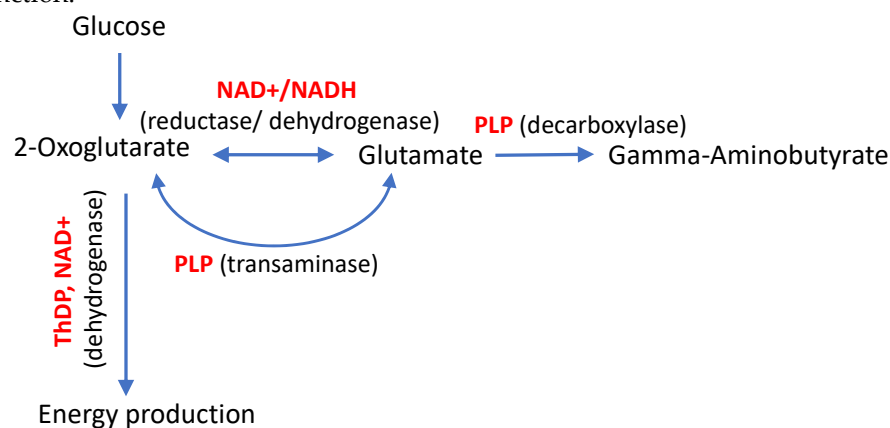 Glucose
NAD+/NADH
(reductase/ dehydrogenase)
PLP (decarboxylase)
2-Oxoglutarate
Glutamate
Gamma-Aminobutyrate
PLP (transaminase)
ThDP, NAD+
(dehydrogenase)
Energy production